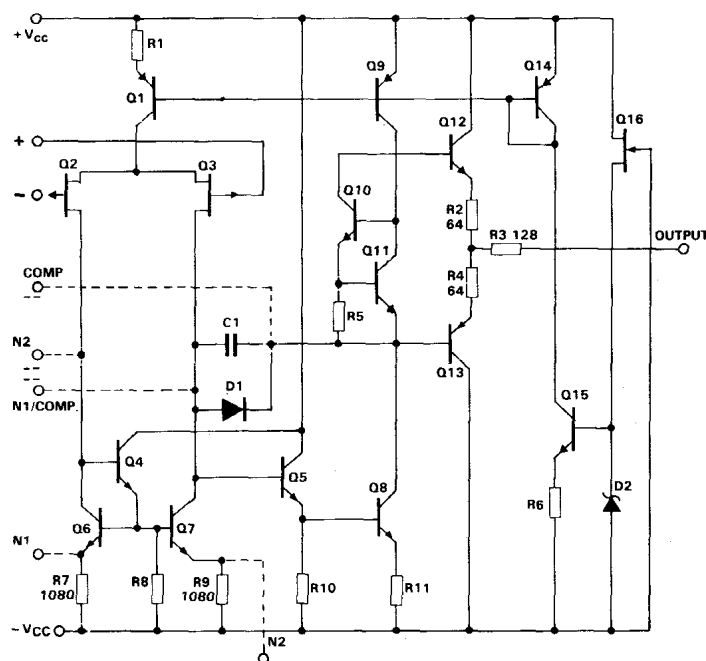 +Vcc
R1
Q9
Q14
Q1
Q16
Q12
+
Q2
Q3
-
Q10
R2
64
R3 128
OUTPUT
COMP
Q11
R4
64
R5
C1
N2
Q13
D1
N1/COMP.
Q15
Q4
Q5
Q8
D2
R6
Q6
Q7
N1
R7
1080
R8
R9
1080
R10
R11
-Vcc
N2